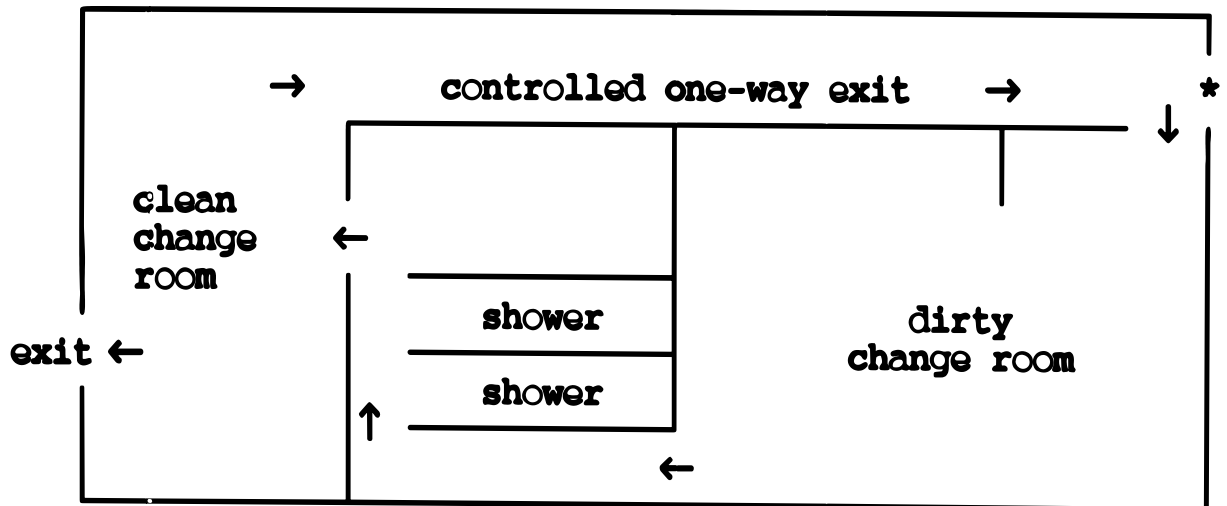 controlled one-way exit
*
clean
change
room
shower
dirty
change room
exit
shower